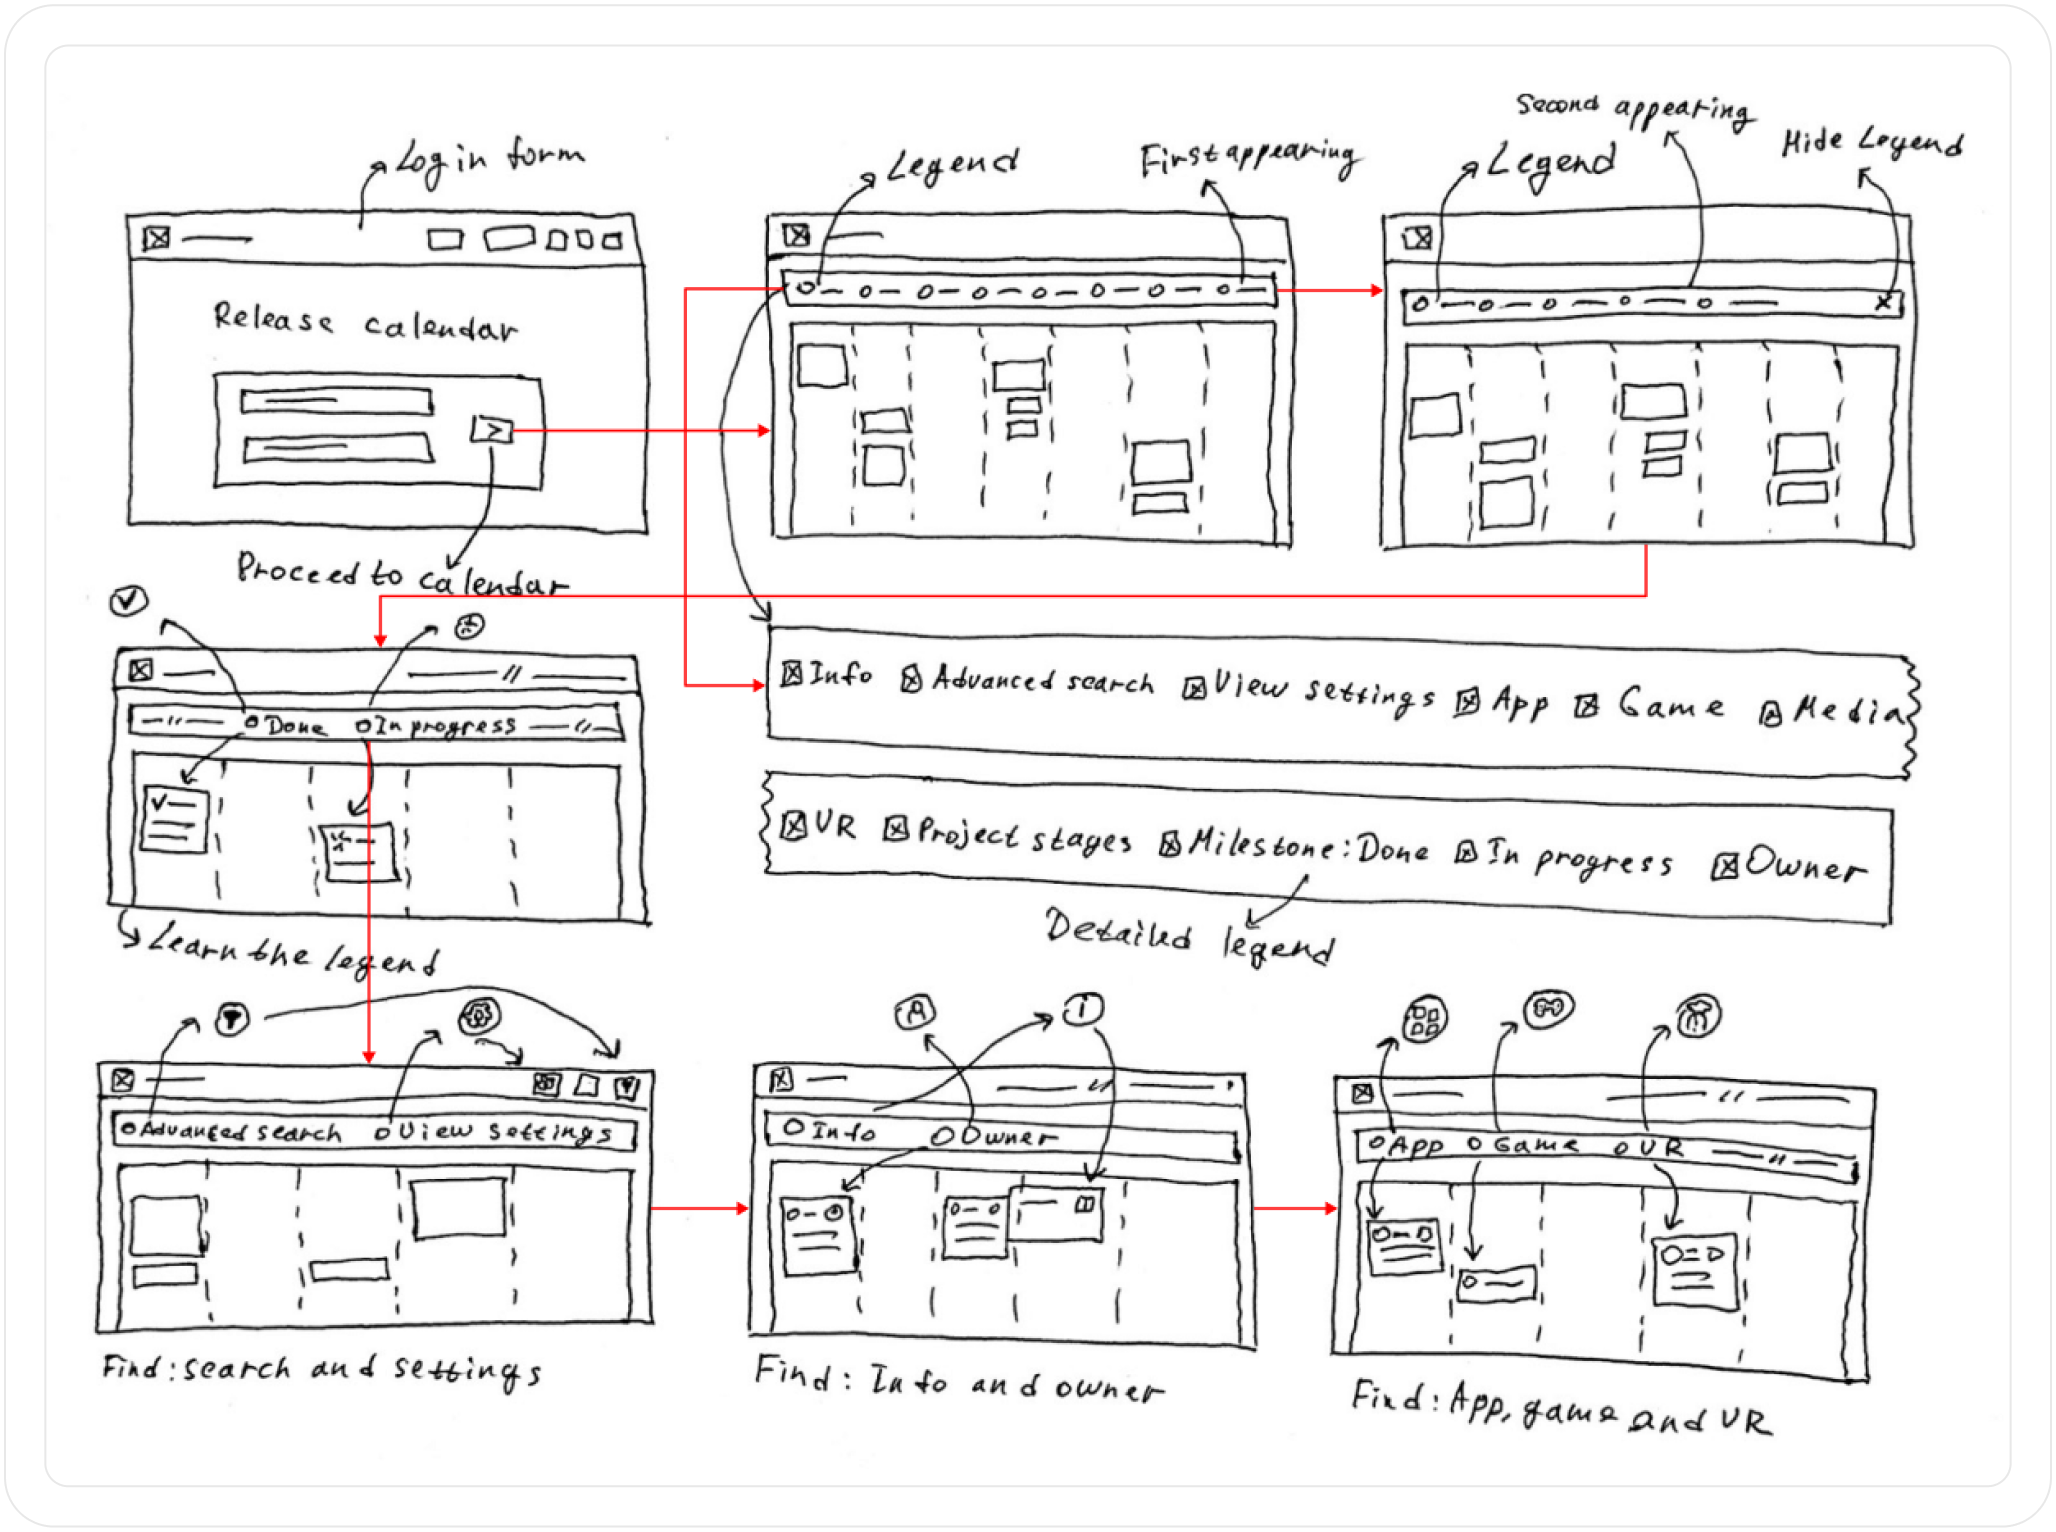 Log in form
Release calendar
Proceed to calendar
Legend
First appearing
Second appearing
Legend
Hide Legend
Info Advanced search View settings App Game Media
VR Project stages Milestone: Done In progress Owner
Detailed legend
Done In progress
Learn the legend
Advanced search View settings
Find: search and settings
i
Info Owner
Find: Info and owner
App Game VR
Find: App, game and VR